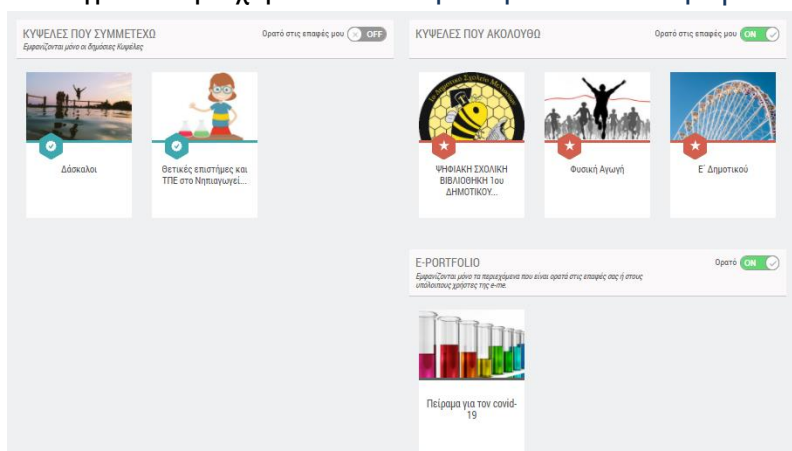 ΚΥΨΕΛΕΣ ΠΟΥ ΣΥΜΜΕΤΕΧΩ
Ορατό στις επαφές μου OFF
Εμφανίζονται μόνο οι δημόσιες Κυψέλες
Δάσκαλοι
Θετικές επιστήμες και
ΤΠΕ στο Νηπιαγωγεί...
ΚΥΨΕΛΕΣ ΠΟΥ ΑΚΟΛΟΥΘΩ
Ορατό στις επαφές μου ON
1ο Δημοτικό Σχολείο
ΨΗΦΙΑΚΗ ΣΧΟΛΙΚΗ
ΒΙΒΛΙΟΘΗΚΗ 1ου
ΔΗΜΟΤΙΚΟΥ...
Φυσική Αγωγή
Ε΄ Δημοτικού
E-PORTFOLIO
Ορατό ON
Εμφανίζονται μόνο τα περιεχόμενα που είναι ορατά στις επαφές σας ή στους
υπόλοιπους χρήστες της e-me.
Πείραμα για τον covid-
19